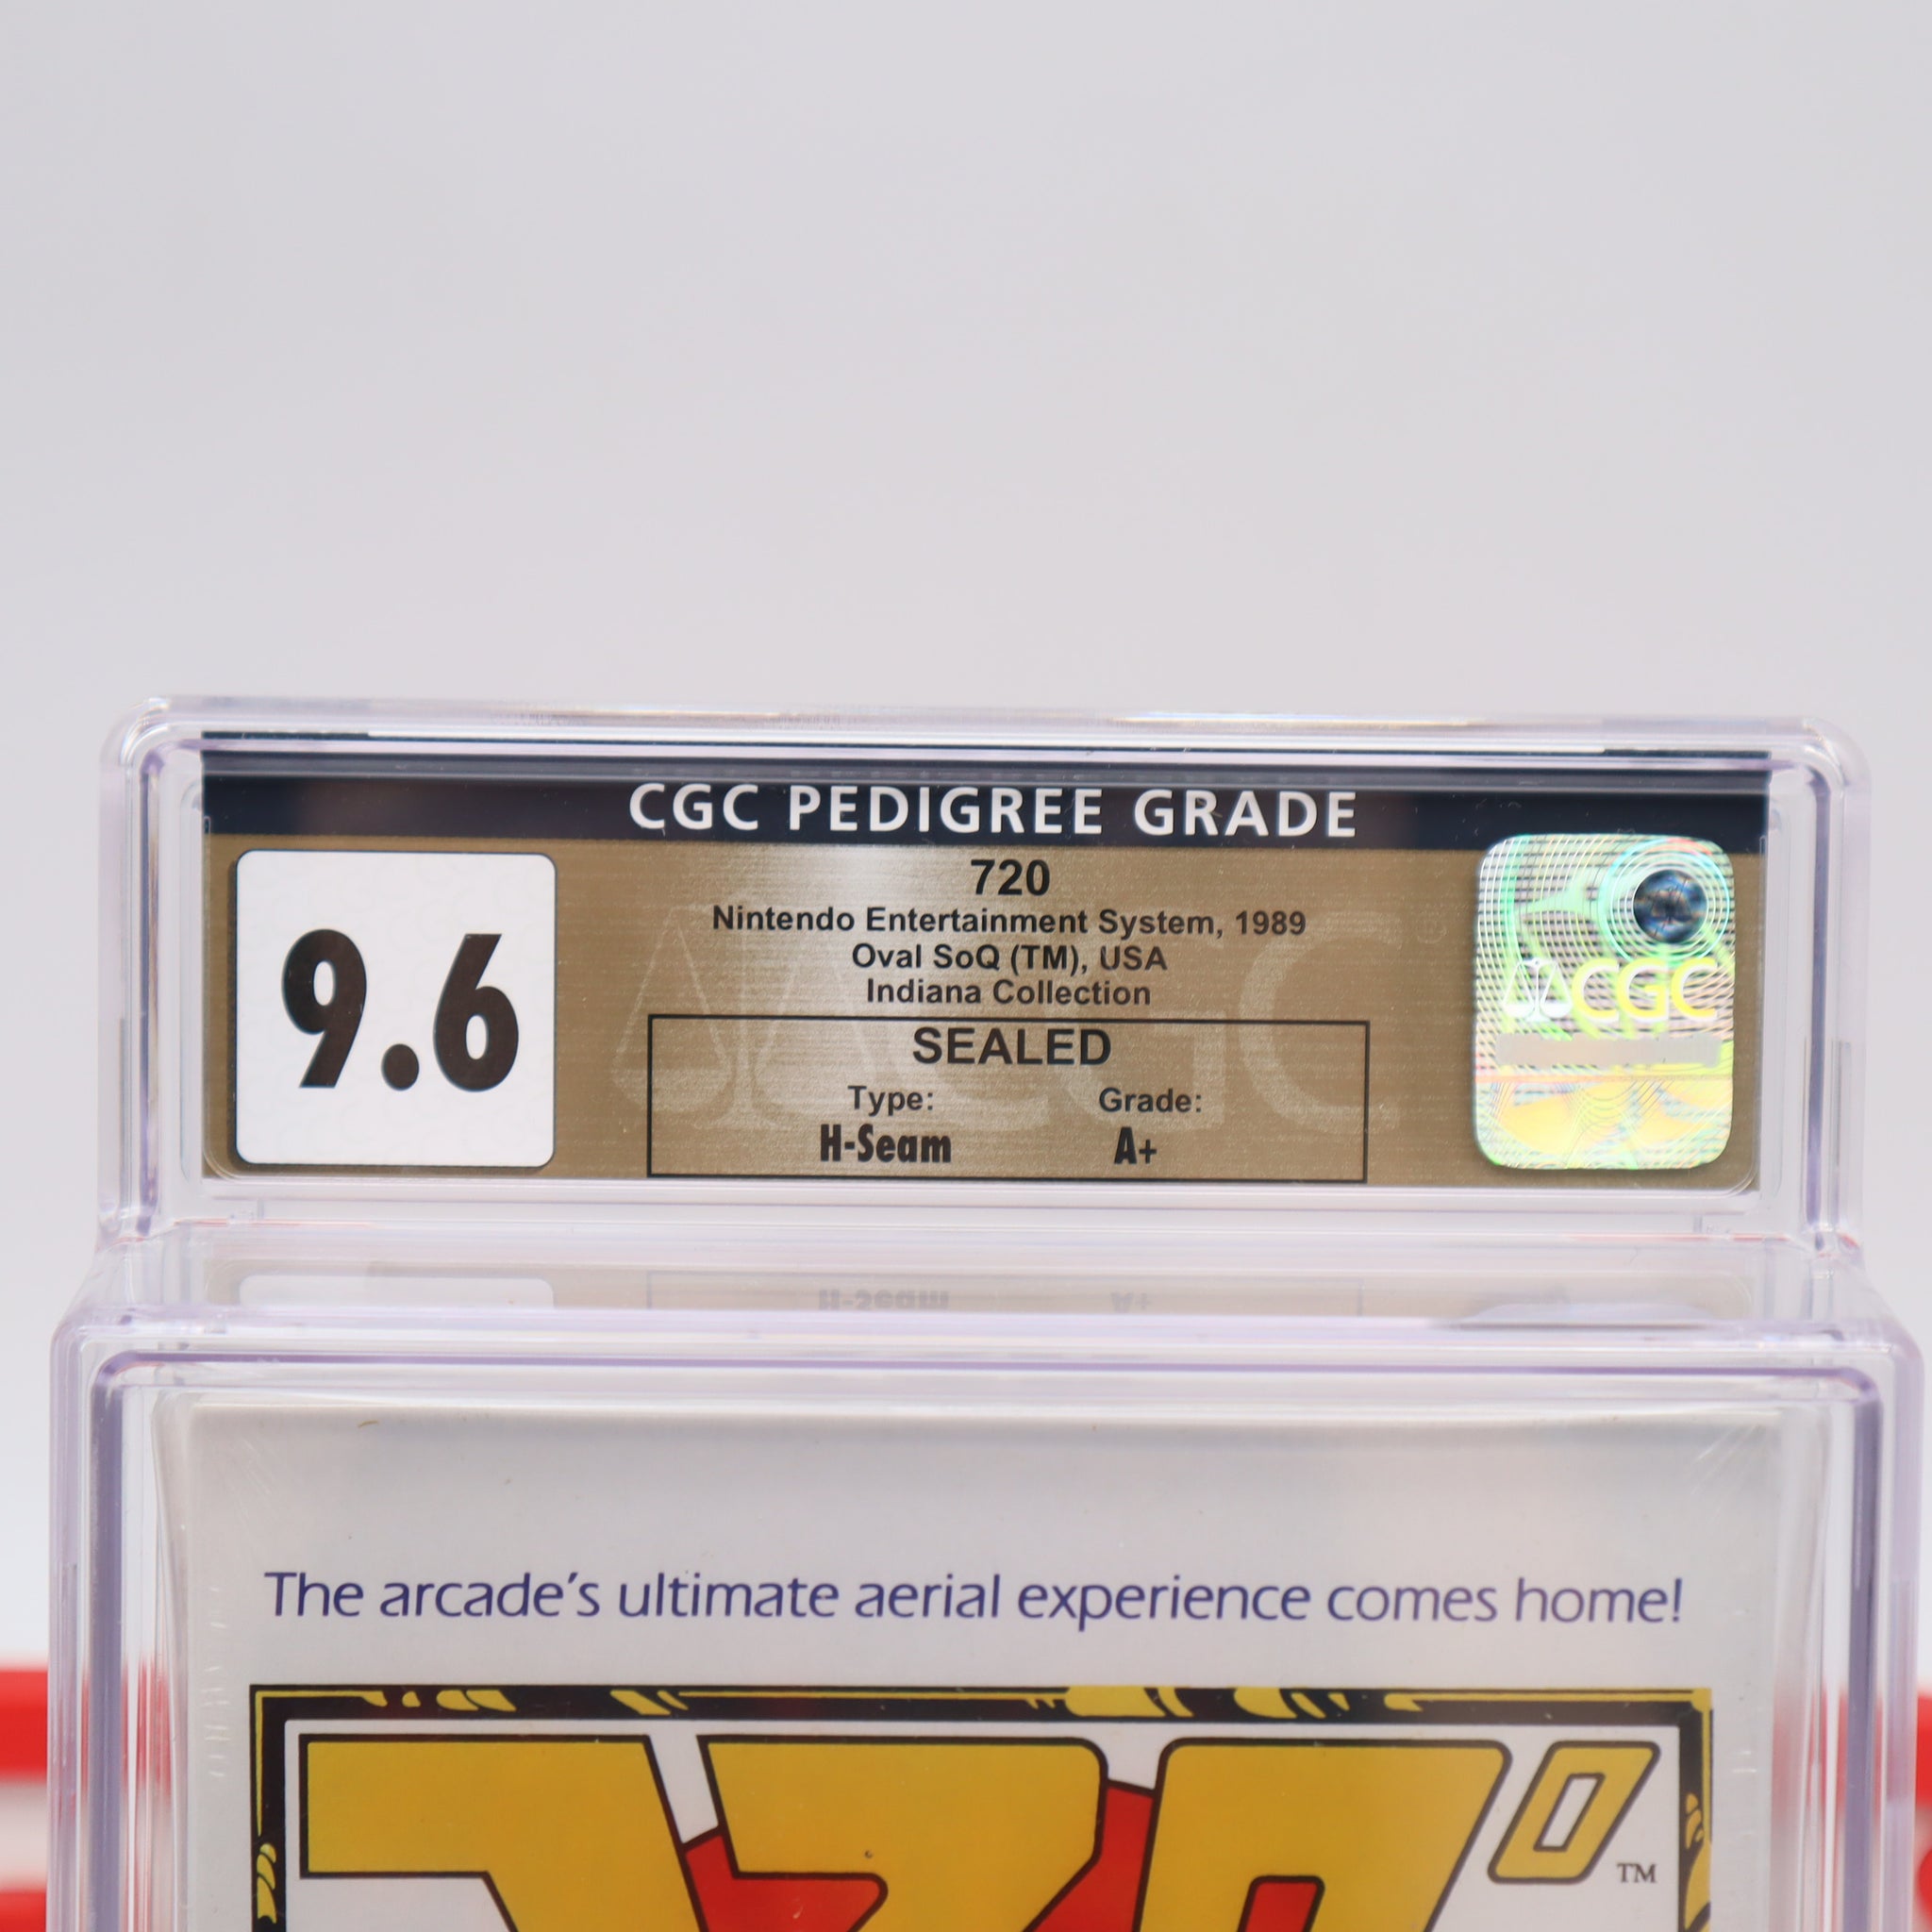 CGC PEDIGREE GRADE
9.6
720
Nintendo Entertainment System, 1989
Oval SoQ (TM), USA
Indiana Collection
SEALED
Type: Grade:
H-Seam A+
CGC
The arcade's ultimate aerial experience comes home!
720°
TM